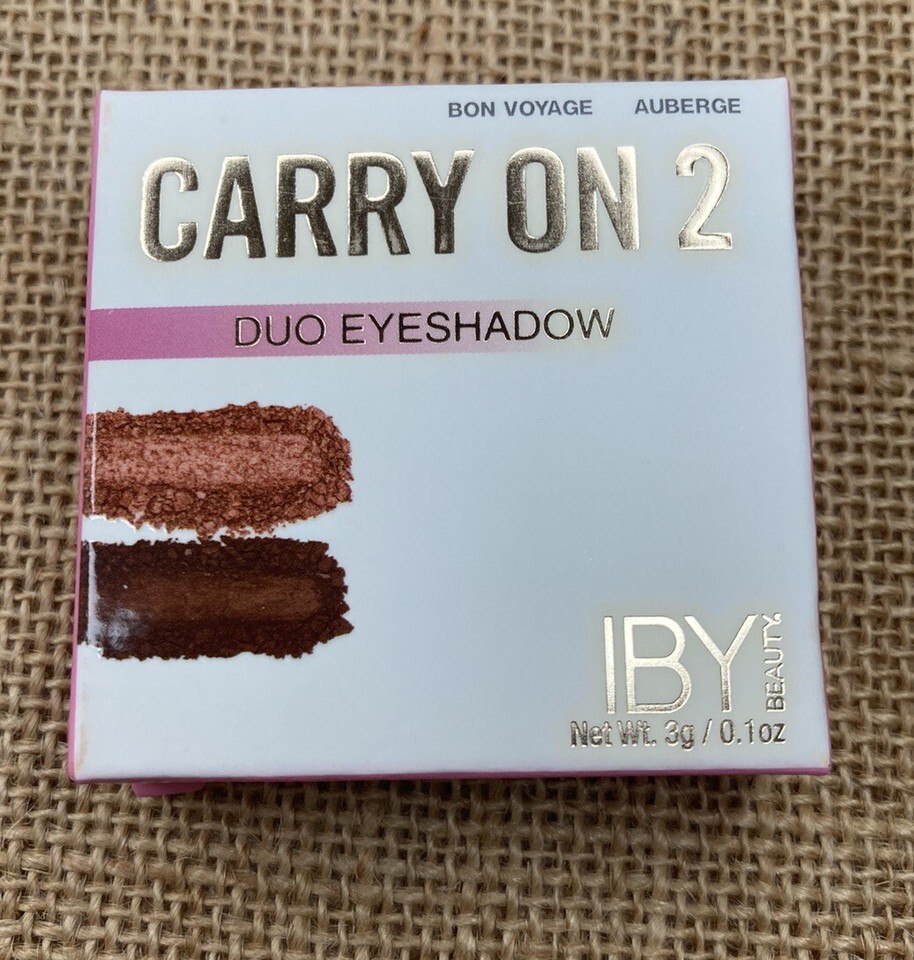 BON VOYAGE AUBERGE
CARRY ON 2
DUO EYESHADOW
IBY BEAUTY®
Net Wt. 3g / 0.1oz